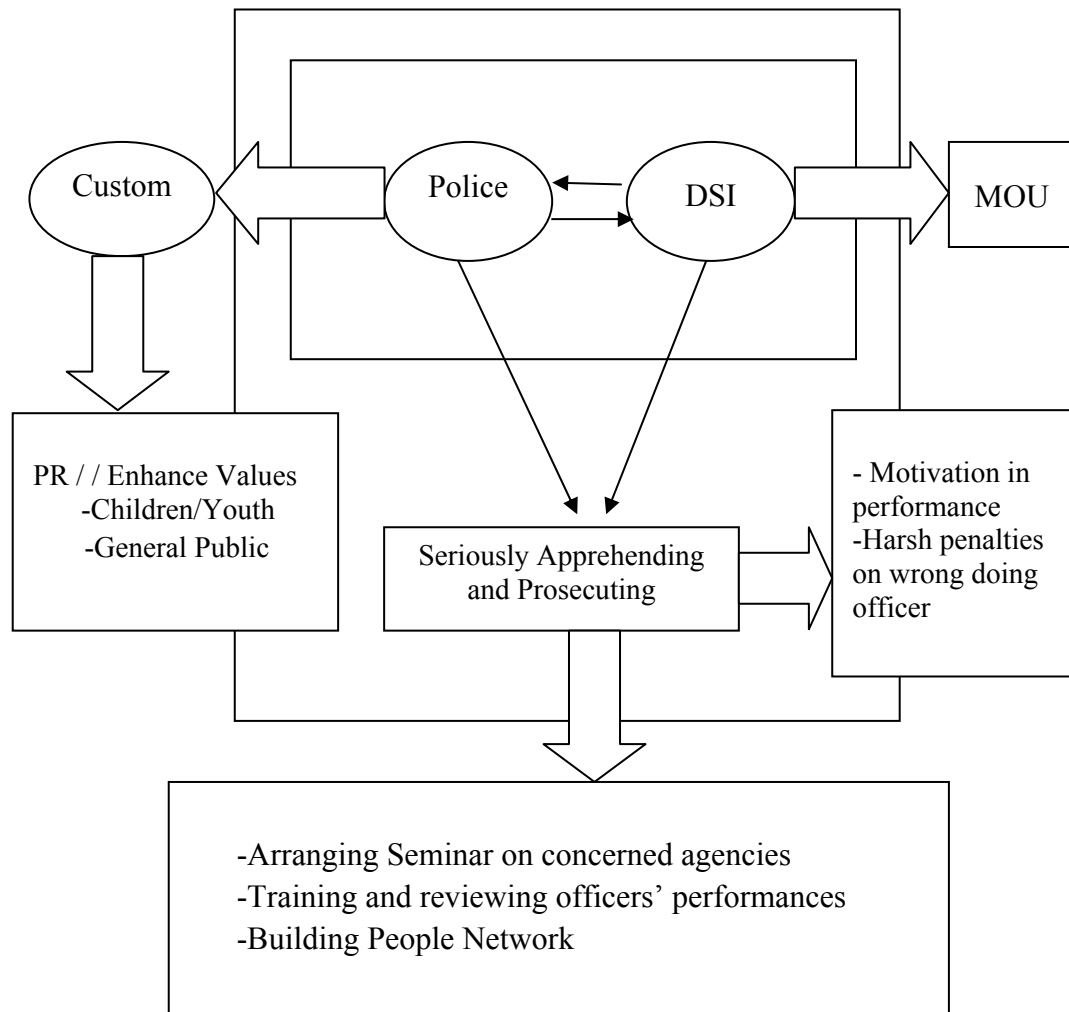 Custom
Police
DSI
MOU
PR / / Enhance Values
-Children/Youth
-General Public
Seriously Apprehending
and Prosecuting
- Motivation in
performance
-Harsh penalties
on wrong doing
officer
-Arranging Seminar on concerned agencies
-Training and reviewing officers’ performances
-Building People Network